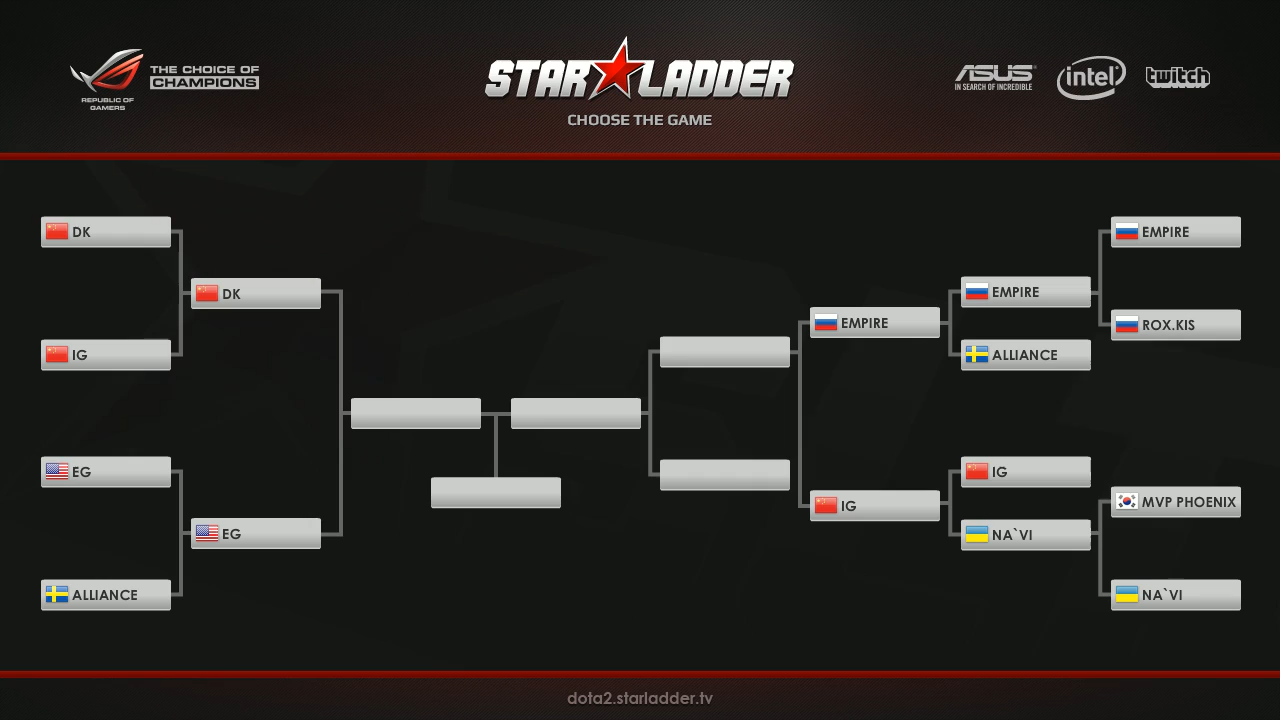 REPUBLIC OF
GAMERS
THE CHOICE OF
CHAMPIONS
STAR LADDER
CHOOSE THE GAME
ASUS
IN SEARCH OF INCREDIBLE
intel
twitch
DK
IG
EG
ALLIANCE
DK
EG
EMPIRE
IG
EMPIRE
ALLIANCE
IG
NA`VI
EMPIRE
ROX.KIS
MVP PHOENIX
NA`VI
dota2.starladder.tv